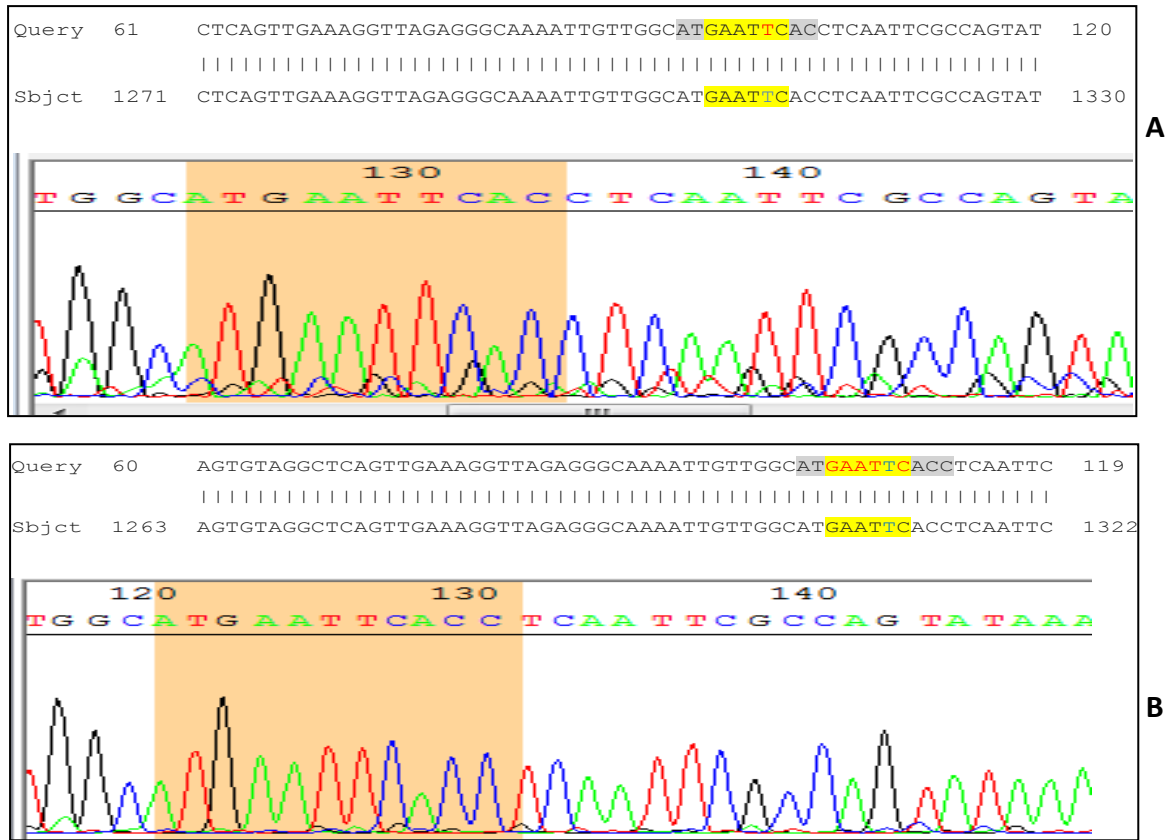 Query 61 CTCAGTTGAAAGGTTAGAGGGCAAAATTGTTGGCATGAATTCACCTCAATTCGCCAGTAT 120
||||||||||||||||||||||||||||||||||||||||||||||||||||||||||||
Sbjct 1271 CTCAGTTGAAAGGTTAGAGGGCAAAATTGTTGGCATGAATTCACCTCAATTCGCCAGTAT 1330
A
130 140
TGGCATGAATTCACCTCAATTCGCCAGTA
Query 60 AGTGTAGGCTCAGTTGAAAGGTTAGAGGGCAAAATTGTTGGCATGAATTCACCTCAATTC 119
||||||||||||||||||||||||||||||||||||||||||||||||||||||||||||
Sbjct 1263 AGTGTAGGCTCAGTTGAAAGGTTAGAGGGCAAAATTGTTGGCATGAATTCACCTCAATTC 1322
120 130 140
TGGCATGAATTCACCTCAATTCGCCAGTATAAA
B